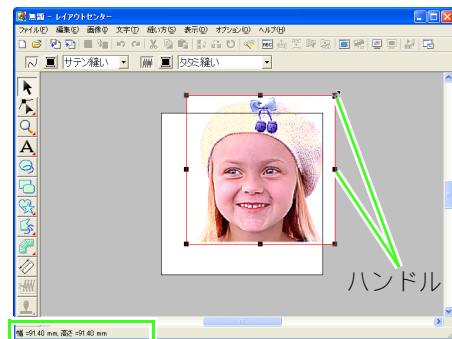 無題 - レイアウトセンター
ファイル(F) 編集(E) 画像(I) 文字(T) 縫い方(S) 表示(D) オプション(O) ヘルプ(H)
サテン縫い タタミ縫い
A
ハンドル
幅 =91.40 mm, 高さ =91.40 mm